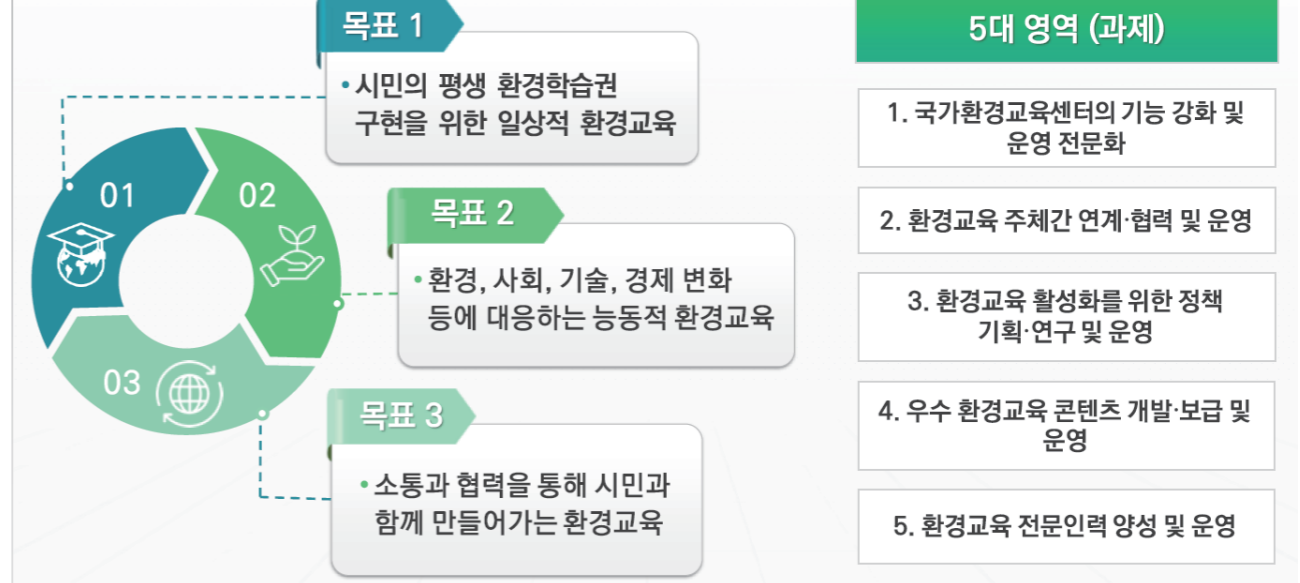 목표 1
• 시민의 평생 환경학습권
구현을 위한 일상적 환경교육
01
02
03
목표 2
• 환경, 사회, 기술, 경제 변화
등에 대응하는 능동적 환경교육
목표 3
• 소통과 협력을 통해 시민과
함께 만들어가는 환경교육
5대 영역 (과제)
1. 국가환경교육센터의 기능 강화 및
운영 전문화
2. 환경교육 주체간 연계·협력 및 운영
3. 환경교육 활성화를 위한 정책
기획·연구 및 운영
4. 우수 환경교육 콘텐츠 개발·보급 및
운영
5. 환경교육 전문인력 양성 및 운영